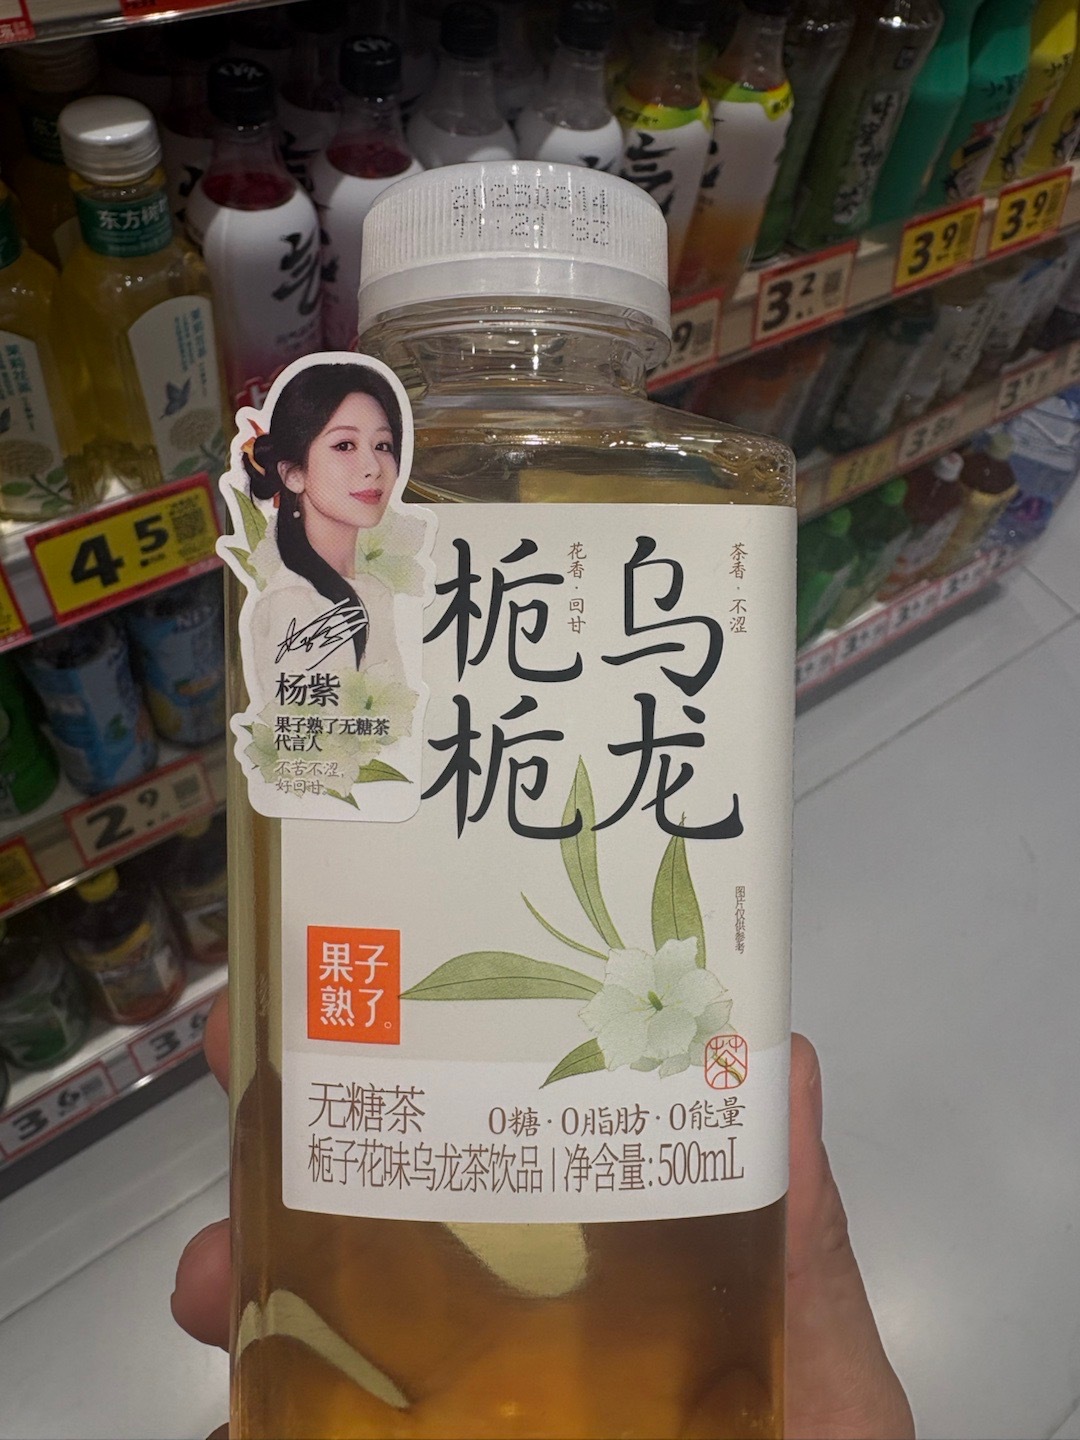 20250314
11:21 SZ
东方树叶
4.5
3.2
3.9
3.9
2.9
3.6
乌龙
栀栀
茶香·不涩
花香·回甘
杨紫
果子熟了无糖茶
代言人
不苦不涩，
好回甘。
图片仅供参考
果子
熟了。
茶
无糖茶
0糖·0脂肪·0能量
栀子花味乌龙茶饮品 | 净含量:500mL